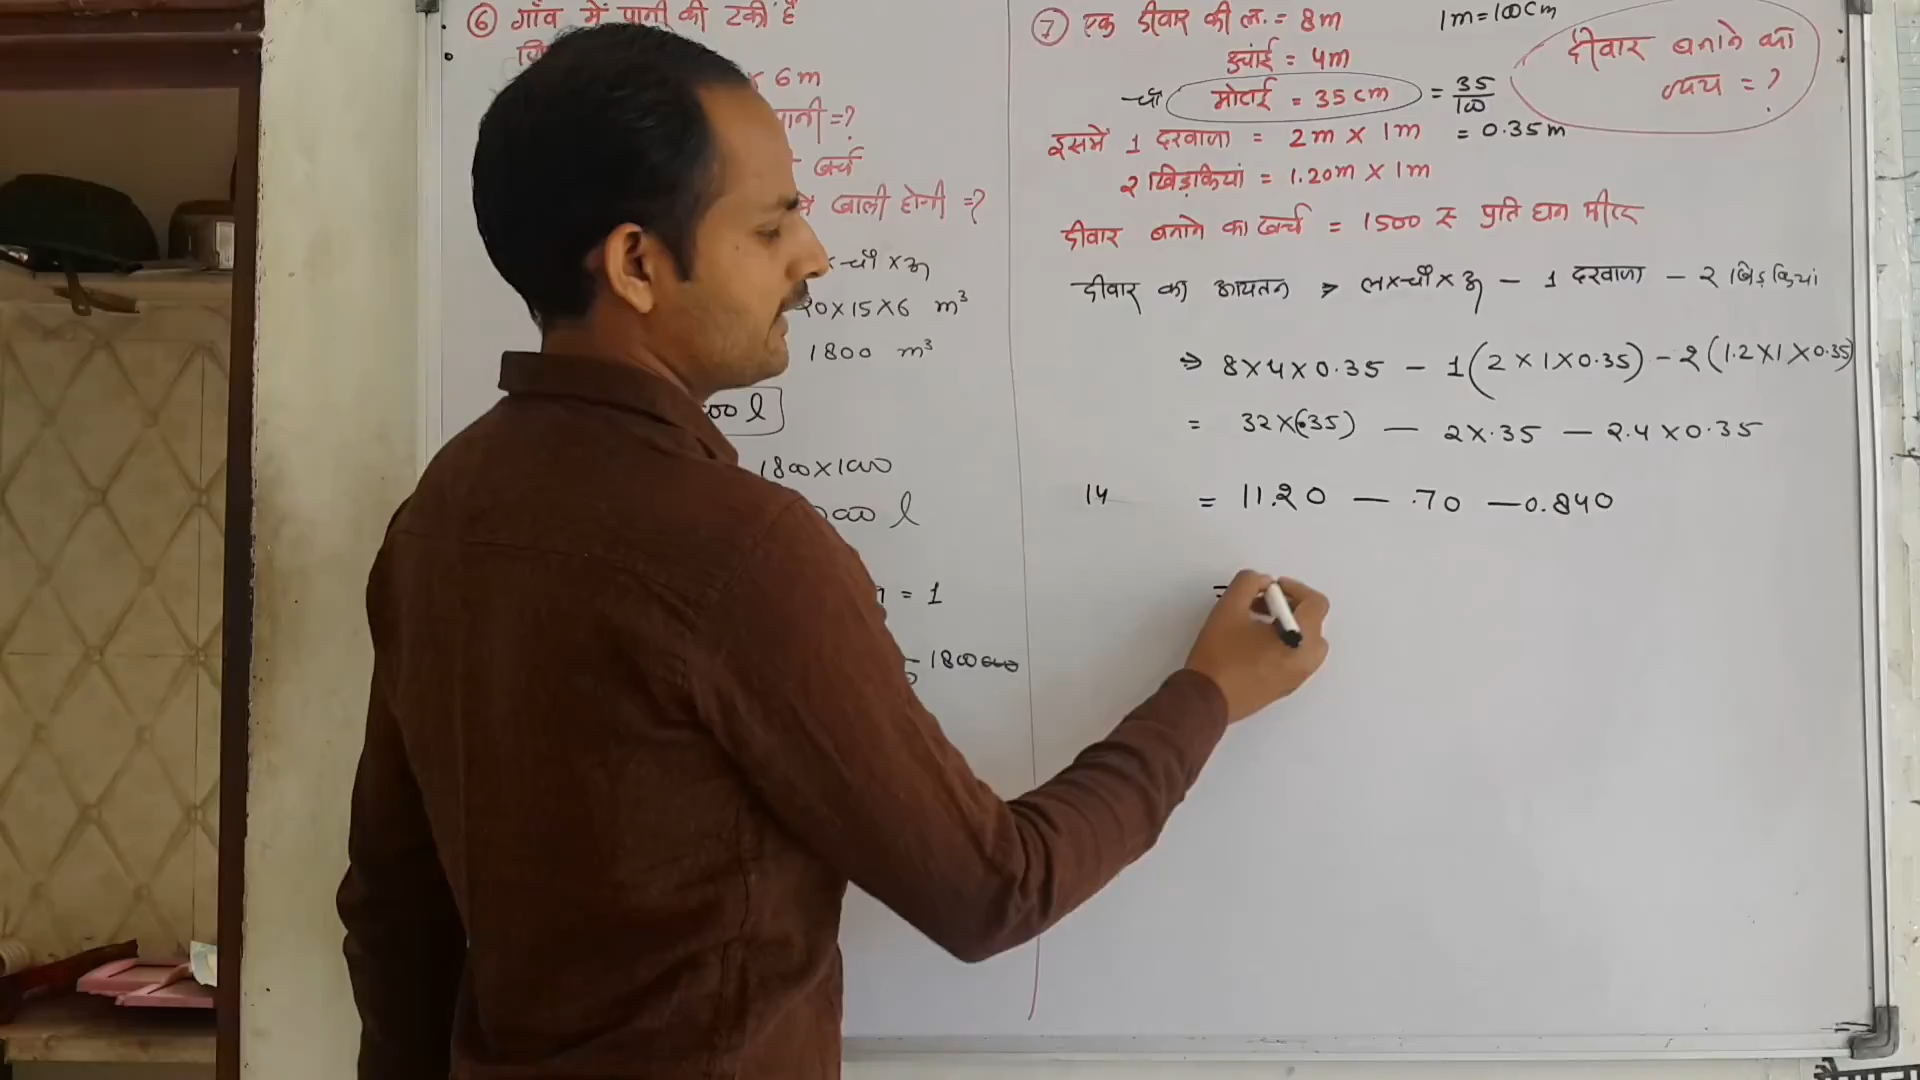 ⑥ गाँव में पानी की टंकी है
× 6m
पानी =?
खर्च
खाली होगी =?
× चौ × ऊ
20×15×6 m³
1800 m³
000 l
1800×1000
000 l
= 1
1800000
⑦ एक दीवार की ल. = 8m
1m=100cm
ऊंचाई = 4m
चौ मोटाई = 35cm = 35/100
इसमें 1 दरवाजा = 2m × 1m = 0.35m
2 खिड़कियां = 1.20m × 1m
दीवार बनाने का व्यय = ?
दीवार बनाने का खर्च = 1500 रु प्रति घन मीटर
दीवार का आयतन ⇒ ल×चौ×ऊ − 1 दरवाजा − 2 खिड़कियां
⇒ 8×4×0.35 − 1(2×1×0.35) − 2(1.2×1×0.35)
= 32×(.35) − 2×.35 − 2.4×0.35
14 = 11.20 − .70 − 0.840
=